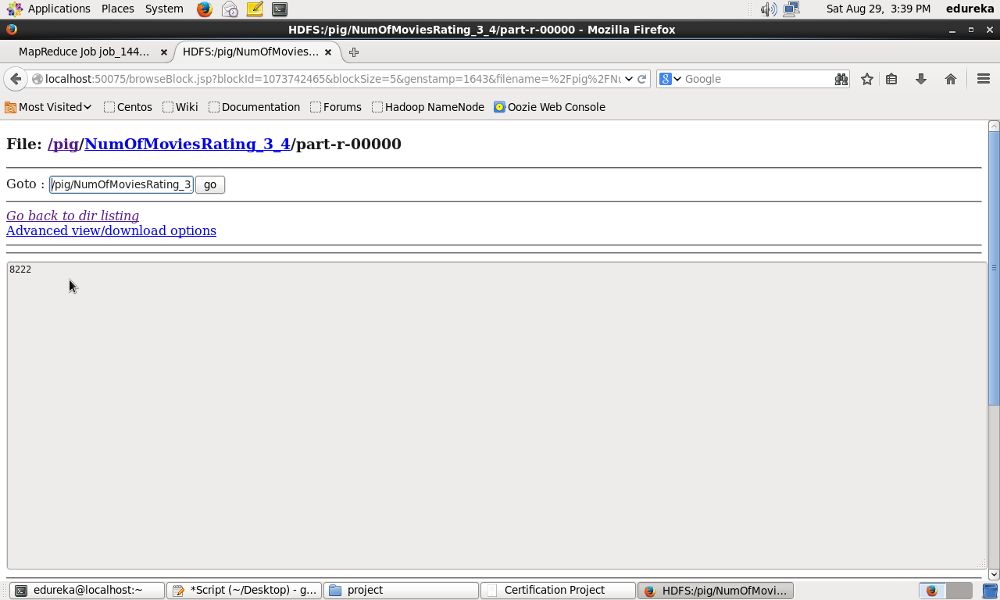 Applications Places System Sat Aug 29, 3:39 PM edureka
HDFS:/pig/NumOfMoviesRating_3_4/part-r-00000 - Mozilla Firefox
MapReduce Job job_144... HDFS:/pig/NumOfMovies...
localhost:50075/browseBlock.jsp?blockId=1073742465&blockSize=5&genstamp=1643&filename=%2Fpig%2FNu Google
Most Visited Centos Wiki Documentation Forums Hadoop NameNode Oozie Web Console
File: /pig/NumOfMoviesRating_3_4/part-r-00000
Goto : /pig/NumOfMoviesRating_3 go
Go back to dir listing
Advanced view/download options
8222
edureka@localhost:~ *Script (~/Desktop) - g... project Certification Project HDFS:/pig/NumOfMovi...